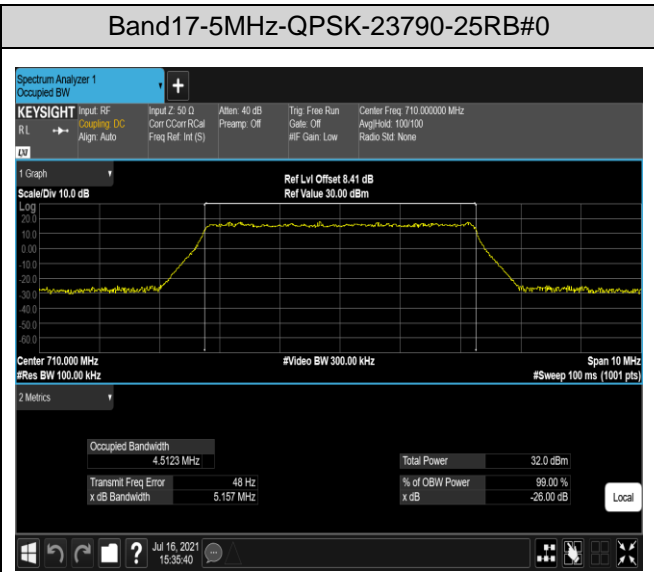 Band17-5MHz-QPSK-23790-25RB#0
Spectrum Analyzer 1
Occupied BW
+
KEYSIGHT Input: RF Input Z: 50 Ω Atten: 40 dB Trig: Free Run Center Freq: 710.000000 MHz
RL Coupling: DC Corr CCorr RCal Preamp: Off Gate: Off Avg|Hold: 100/100
Align: Auto Freq Ref: Int (S) #IF Gain: Low Radio Std: None
LXI
1 Graph
Ref Lvl Offset 8.41 dB
Scale/Div 10.0 dB Ref Value 30.00 dBm
Log
20.0
10.0
0.00
-10.0
-20.0
-30.0
-40.0
-50.0
-60.0
Center 710.000 MHz #Video BW 300.00 kHz Span 10 MHz
#Res BW 100.00 kHz #Sweep 100 ms (1001 pts)
2 Metrics
Occupied Bandwidth
4.5123 MHz Total Power 32.0 dBm
Transmit Freq Error 48 Hz % of OBW Power 99.00 %
x dB Bandwidth 5.157 MHz x dB -26.00 dB
Local
? Jul 16, 2021
15:35:40